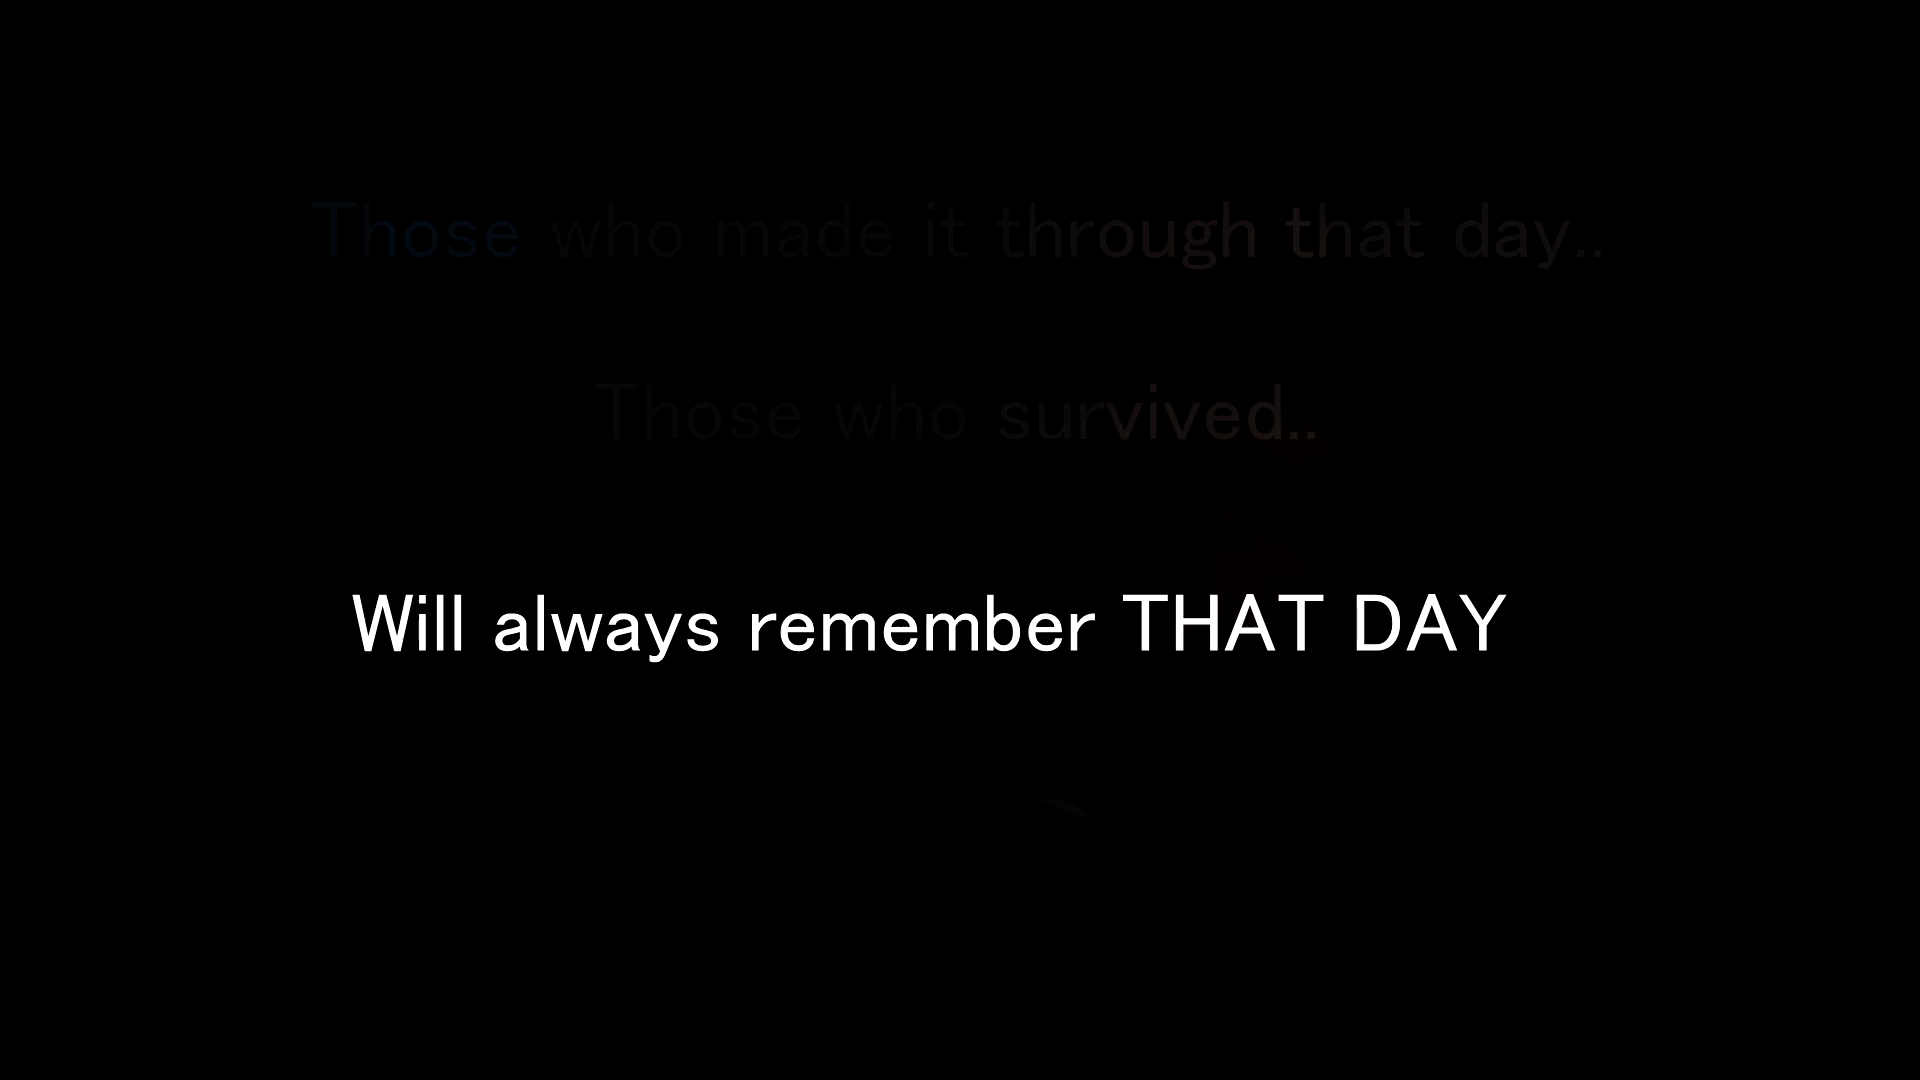 Those who made it through that day..
Those who survived..
Will always remember THAT DAY